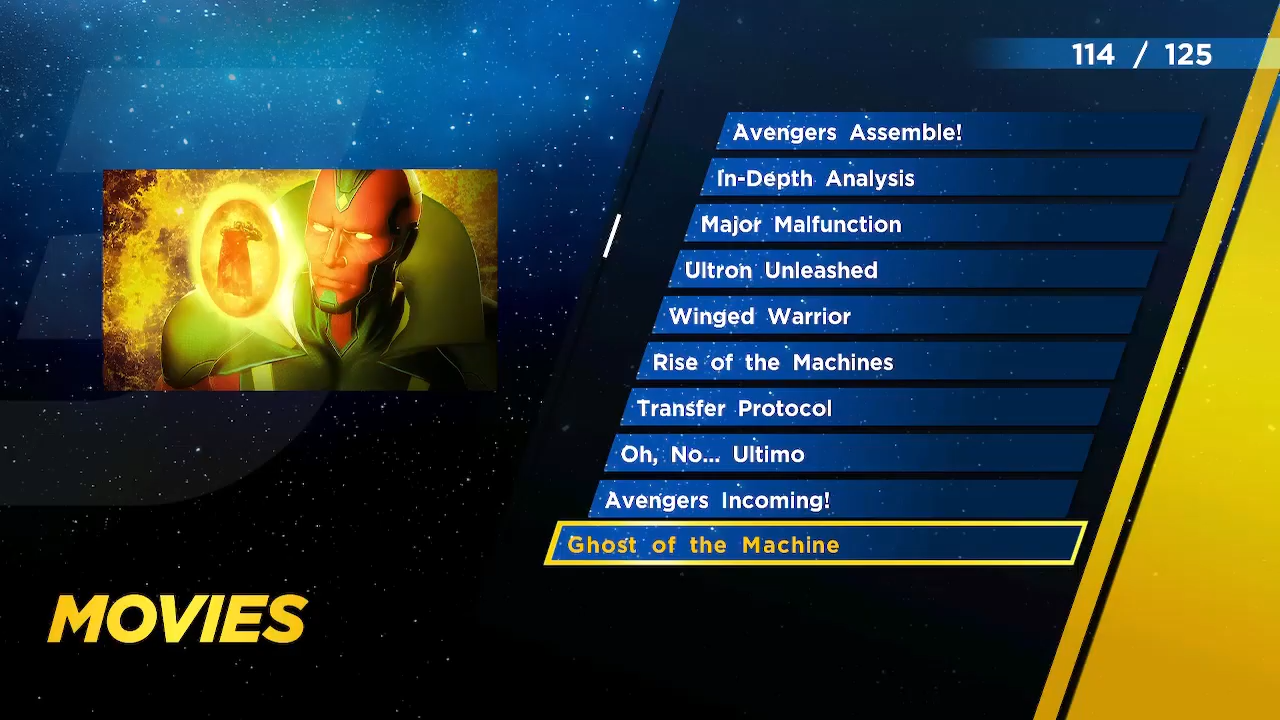 114 / 125
Avengers Assemble!
In-Depth Analysis
Major Malfunction
Ultron Unleashed
Winged Warrior
Rise of the Machines
Transfer Protocol
Oh, No... Ultimo
Avengers Incoming!
Ghost of the Machine
MOVIES